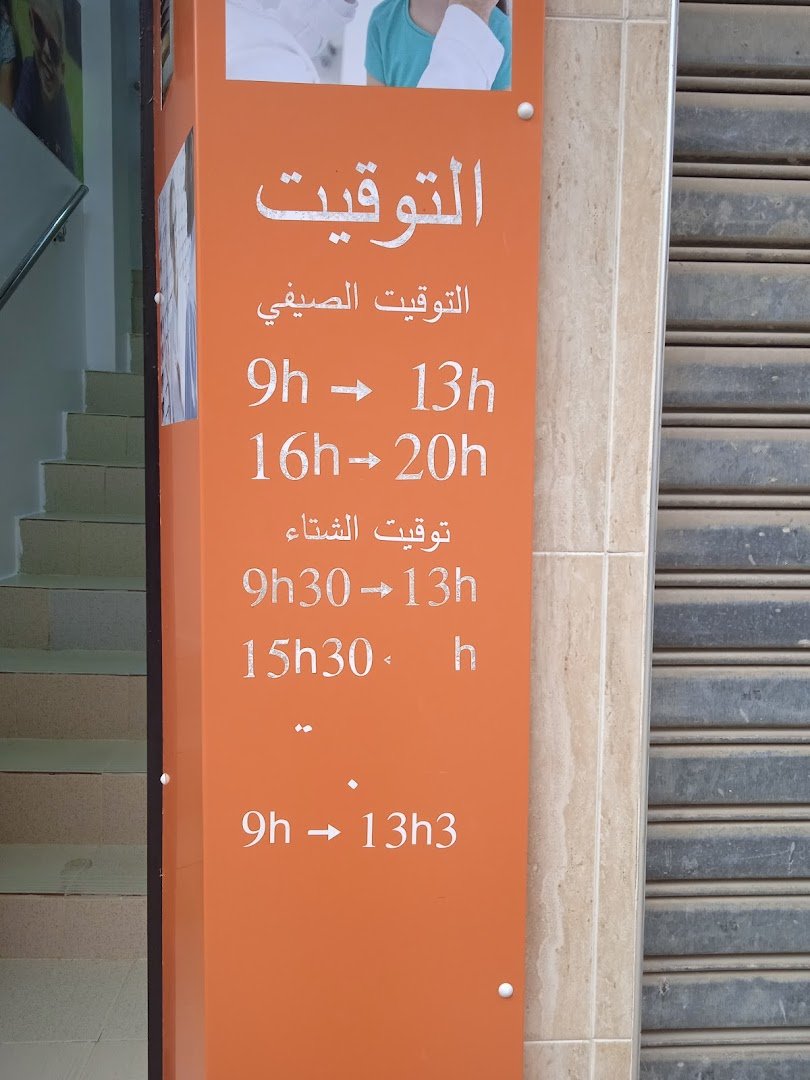 التوقيت
التوقيت الصيفي
9h → 13h
16h → 20h
توقيت الشتاء
9h30 → 13h
15h30 h
9h → 13h3